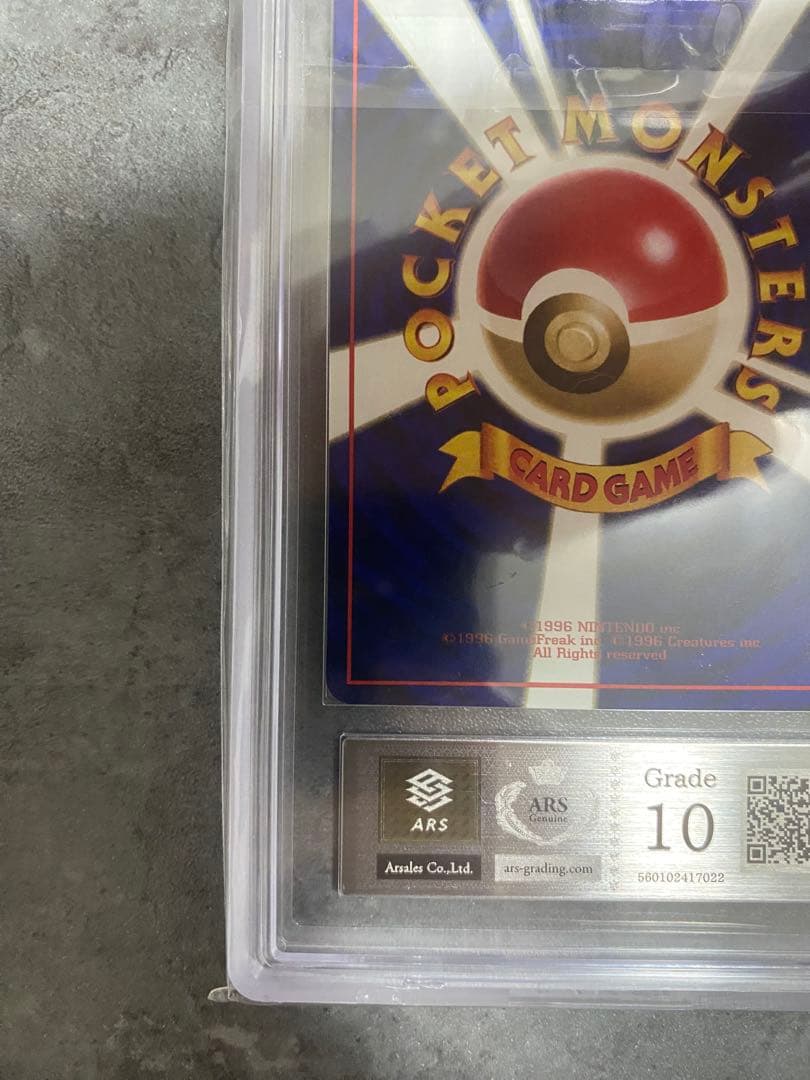 POCKET MONSTERS
CARD GAME
©1996 NINTENDO inc
©1996 GameFreak inc ©1996 Creatures inc
All Rights reserved
ARS
Arsales Co.,Ltd.
ARS
Genuine
ars-grading.com
Grade
10
560102417022